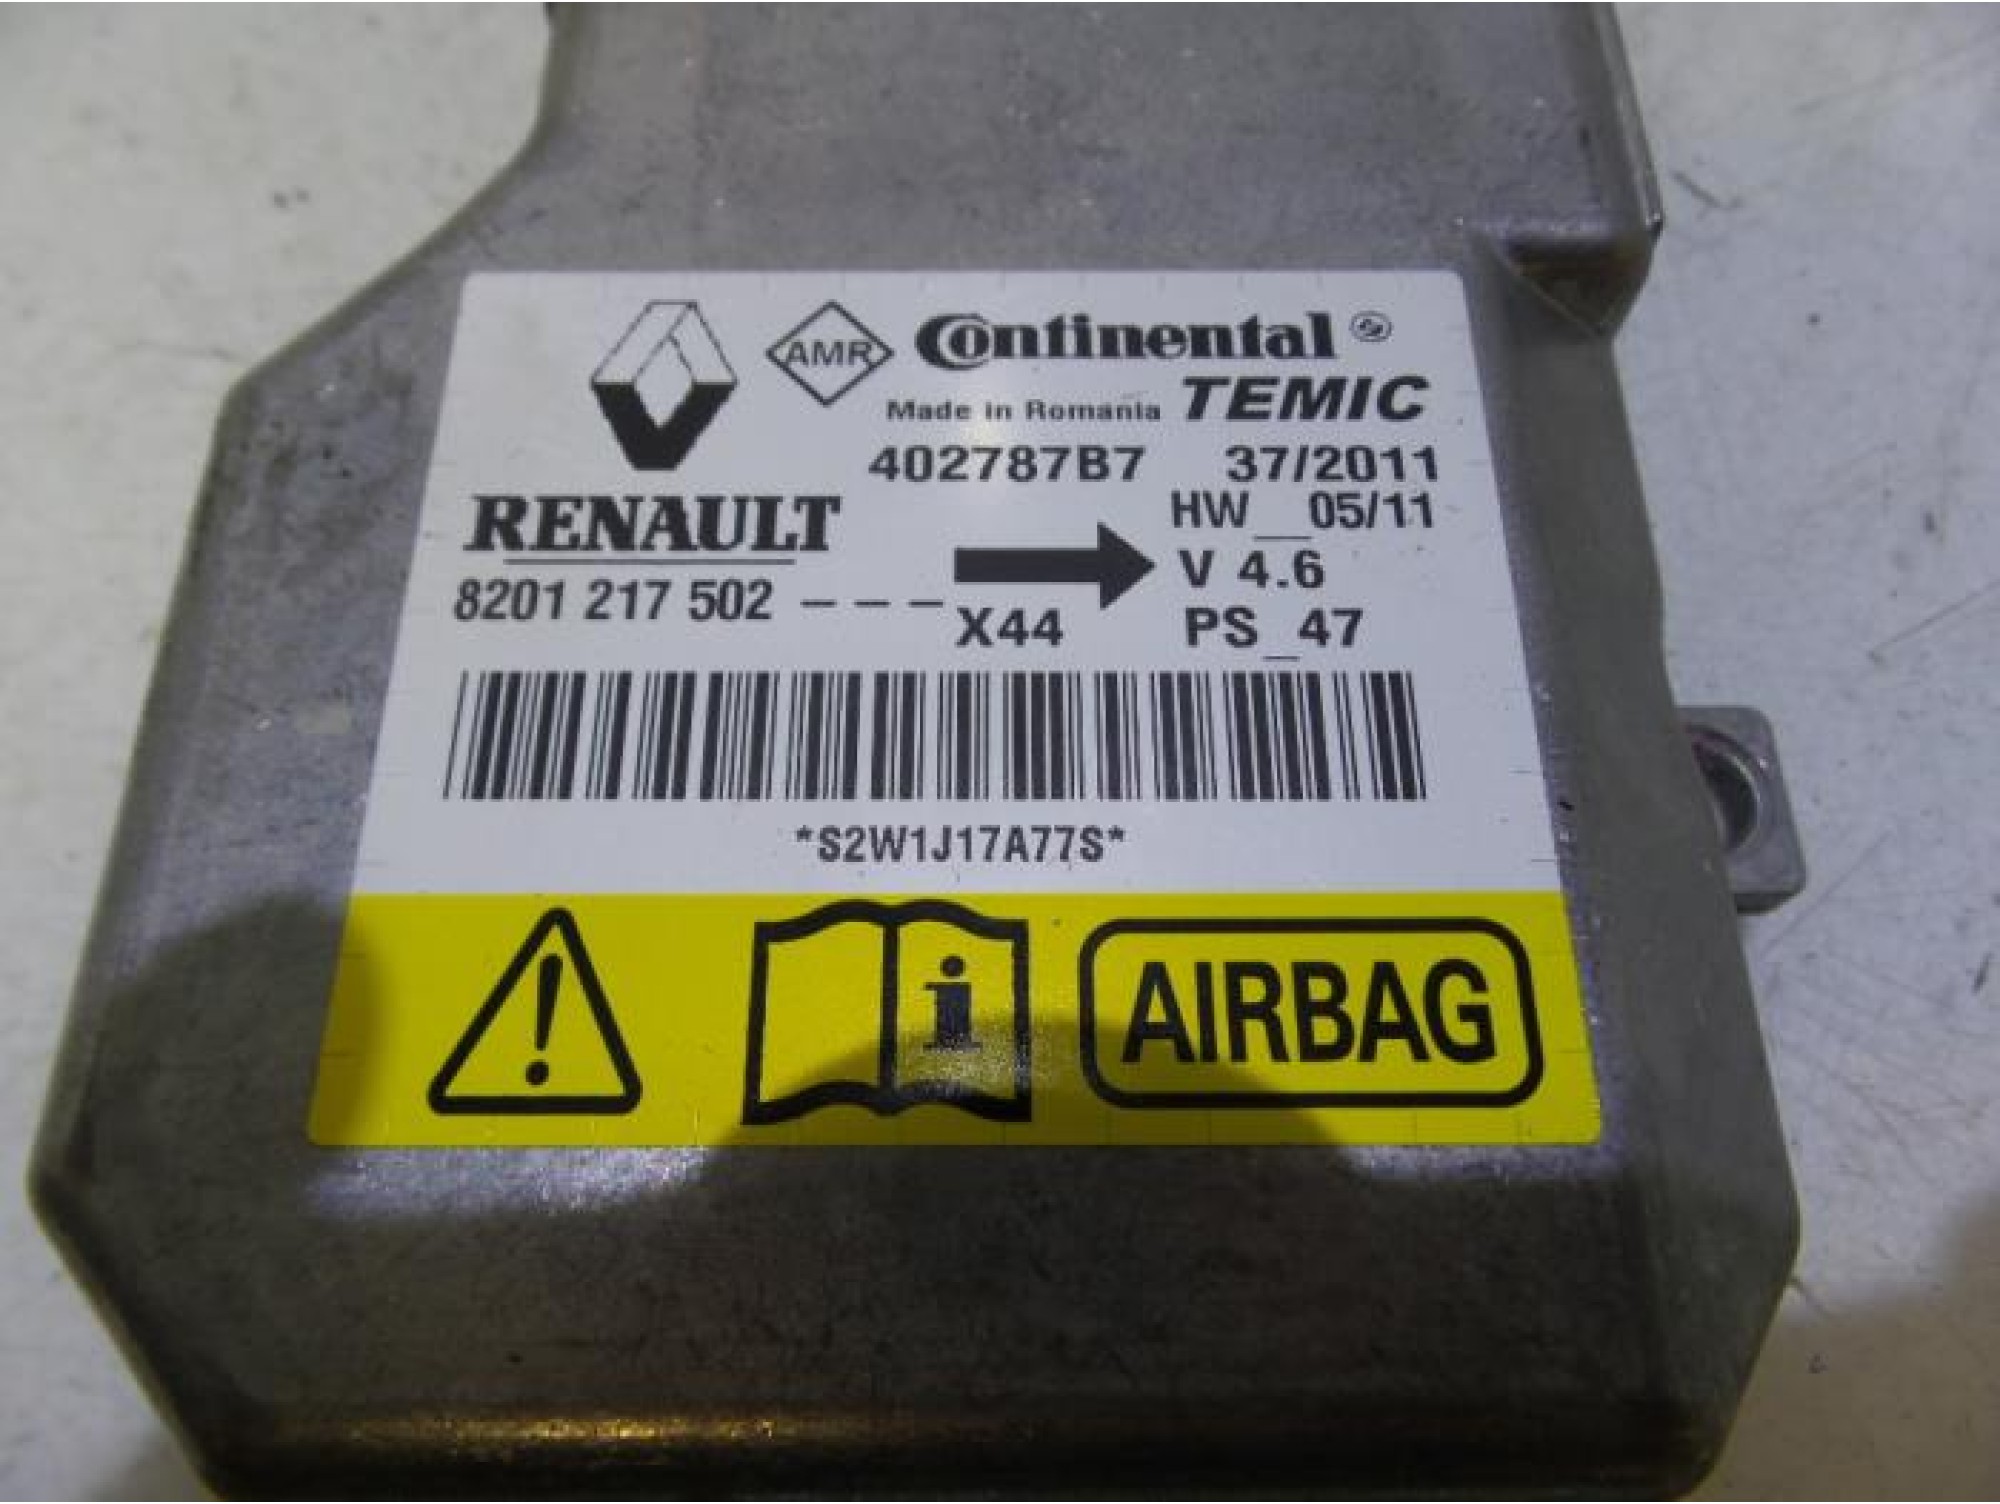 AMR Continental
Made in Romania TEMIC
402787B7 37/2011
RENAULT HW__05/11
V 4.6
8201 217 502 _ _ _ X44 PS_47
*S2W1J17A77S*
i AIRBAG